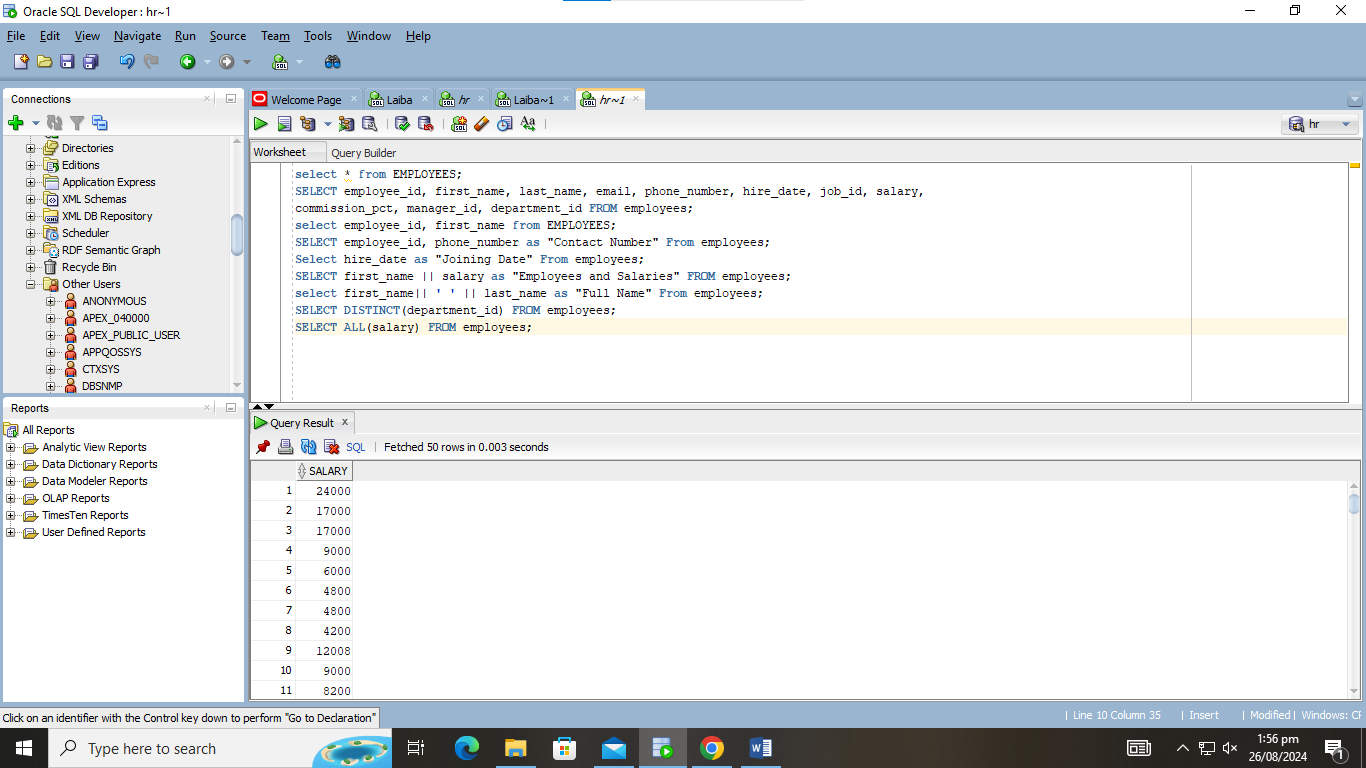 Oracle SQL Developer : hr~1
File Edit View Navigate Run Source Team Tools Window Help
Connections
Directories
Editions
Application Express
XML Schemas
XML DB Repository
Scheduler
RDF Semantic Graph
Recycle Bin
Other Users
ANONYMOUS
APEX_040000
APEX_PUBLIC_USER
APPQOSSYS
CTXSYS
DBSNMP
Reports
All Reports
Analytic View Reports
Data Dictionary Reports
Data Modeler Reports
OLAP Reports
TimesTen Reports
User Defined Reports
Welcome Page Laiba hr Laiba~1 hr~1
hr
Worksheet Query Builder
select * from EMPLOYEES;
SELECT employee_id, first_name, last_name, email, phone_number, hire_date, job_id, salary,
commission_pct, manager_id, department_id FROM employees;
select employee_id, first_name from EMPLOYEES;
SELECT employee_id, phone_number as "Contact Number" From employees;
Select hire_date as "Joining Date" From employees;
SELECT first_name || salary as "Employees and Salaries" FROM employees;
select first_name|| ' ' || last_name as "Full Name" From employees;
SELECT DISTINCT(department_id) FROM employees;
SELECT ALL(salary) FROM employees;
Query Result
SQL | Fetched 50 rows in 0.003 seconds
SALARY
1 24000
2 17000
3 17000
4 9000
5 6000
6 4800
7 4800
8 4200
9 12008
10 9000
11 8200
Click on an identifier with the Control key down to perform "Go to Declaration"
| Line 10 Column 35 | Insert | Modified | Windows: CF
Type here to search
1:56 pm
26/08/2024
1